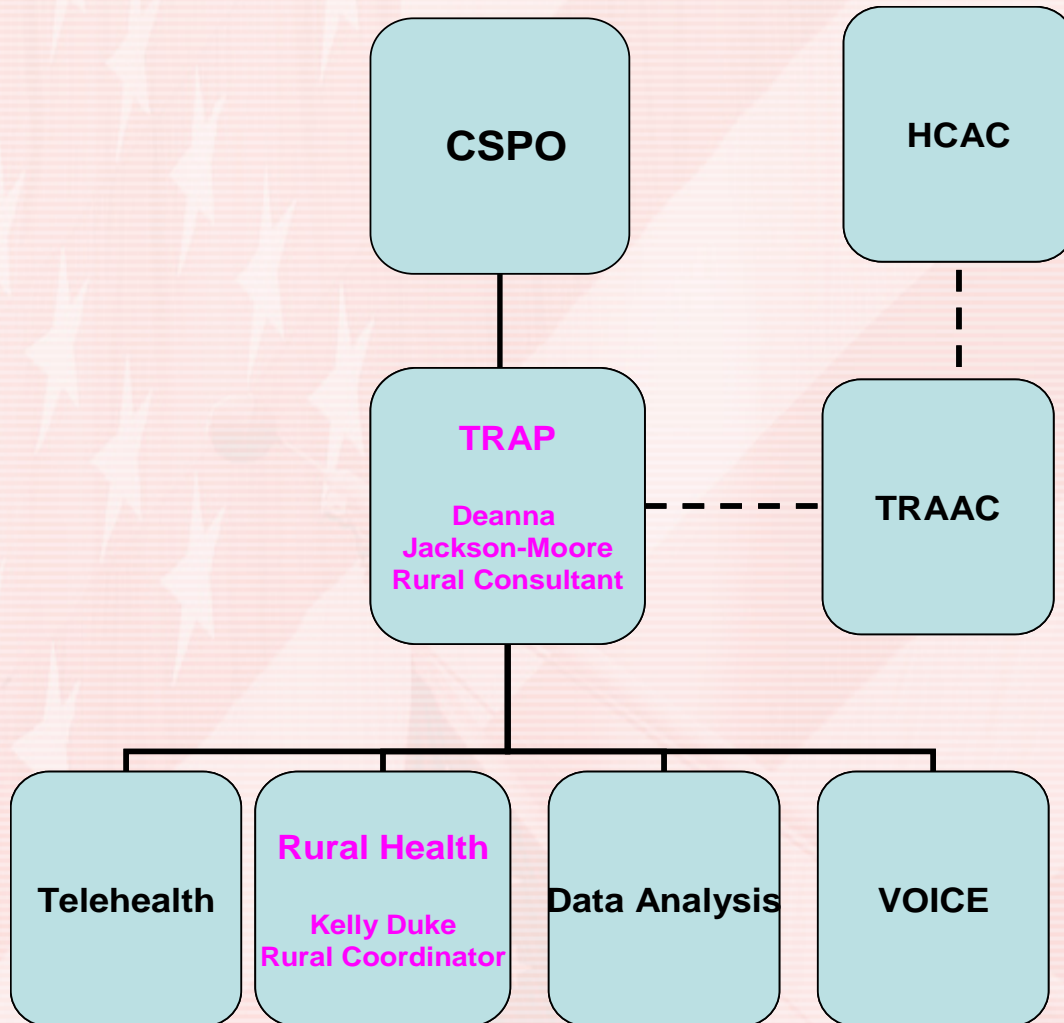 CSPO
HCAC
TRAP
Deanna
Jackson-Moore
Rural Consultant
TRAAC
Telehealth
Rural Health
Kelly Duke
Rural Coordinator
Data Analysis
VOICE